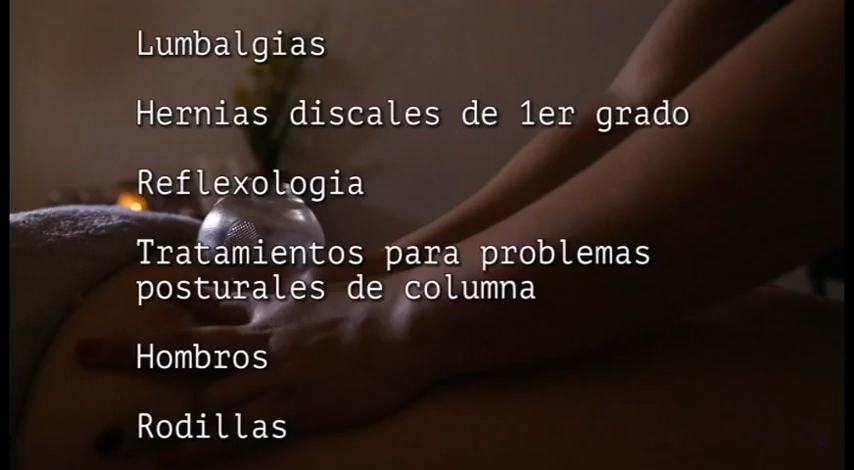 Lumbalgias
Hernias discales de 1er grado
Reflexologia
Tratamientos para problemas
posturales de columna
Hombros
Rodillas